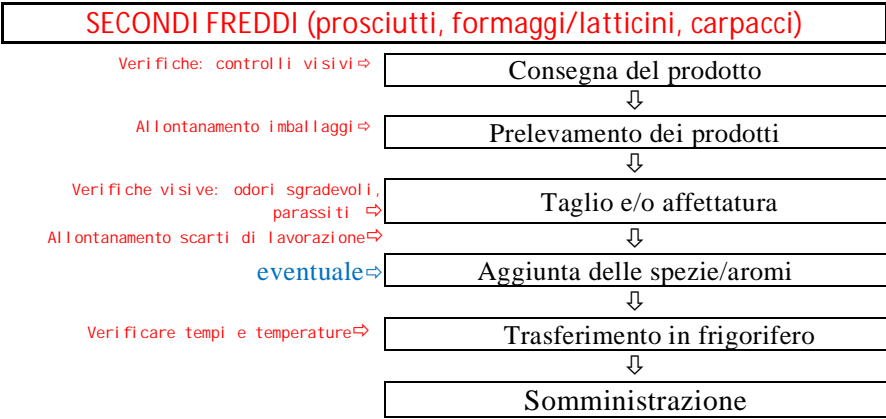 SECONDI FREDDI (prosciutti, formaggi/latticini, carpacci)
Verifiche: controlli visivi⇨ Consegna del prodotto
⇩
Allontanamento imballaggi⇨ Prelevamento dei prodotti
⇩
Verifiche visive: odori sgradevoli,
parassiti ⇨ Taglio e/o affettatura
Allontanamento scarti di lavorazione⇨ ⇩
eventuale⇨ Aggiunta delle spezie/aromi
⇩
Verificare tempi e temperature⇨ Trasferimento in frigorifero
⇩
Somministrazione